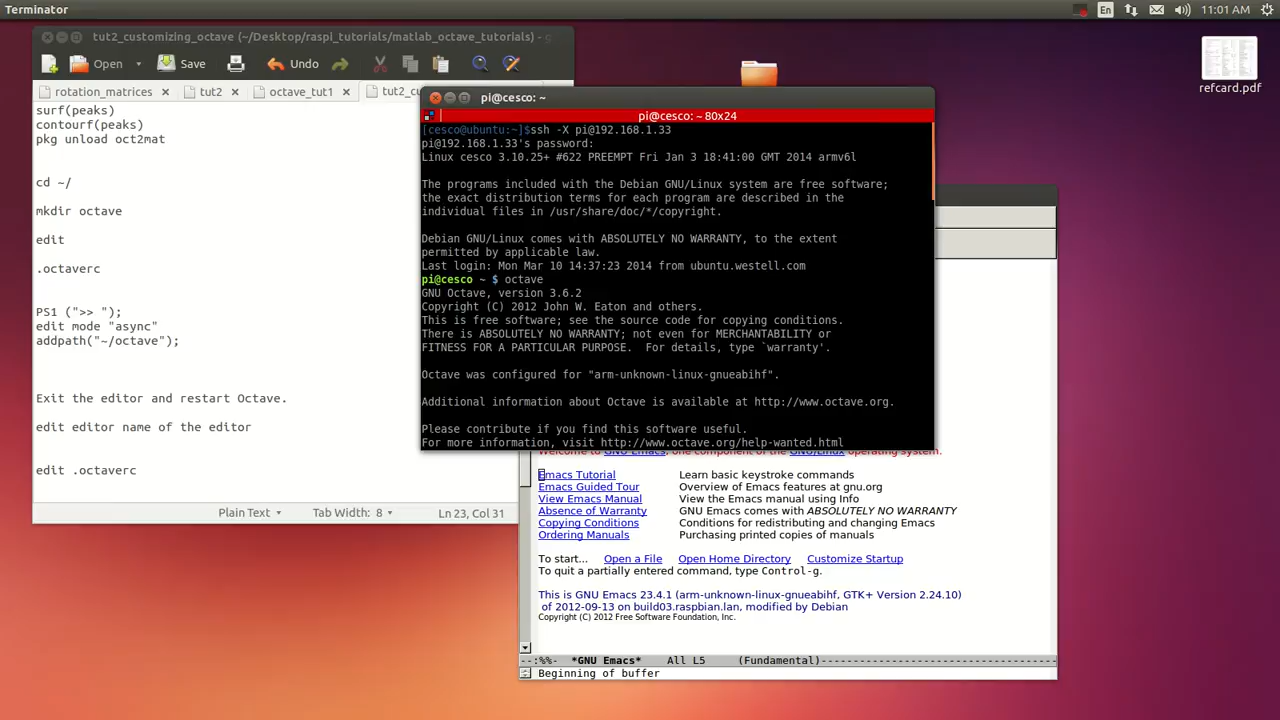 Terminator
En
11:01 AM
tut2_customizing_octave (~/Desktop/raspi_tutorials/matlab_octave_tutorials) -
Open
Save
Undo
rotation_matrices
tut2
octave_tut1
tut2_cu
surf(peaks)
contourf(peaks)
pkg unload oct2mat
cd ~/
mkdir octave
edit
.octaverc
PS1 (">> ");
edit mode "async"
addpath("~/octave");
Exit the editor and restart Octave.
edit editor name of the editor
edit .octaverc
Plain Text
Tab Width: 8
Ln 23, Col 31
pi@cesco: ~
pi@cesco: ~ 80x24
[cesco@ubuntu:~]$ssh -X pi@192.168.1.33
pi@192.168.1.33's password:
Linux cesco 3.10.25+ #622 PREEMPT Fri Jan 3 18:41:00 GMT 2014 armv6l
The programs included with the Debian GNU/Linux system are free software;
the exact distribution terms for each program are described in the
individual files in /usr/share/doc/*/copyright.
Debian GNU/Linux comes with ABSOLUTELY NO WARRANTY, to the extent
permitted by applicable law.
Last login: Mon Mar 10 14:37:23 2014 from ubuntu.westell.com
pi@cesco ~ $ octave
GNU Octave, version 3.6.2
Copyright (C) 2012 John W. Eaton and others.
This is free software; see the source code for copying conditions.
There is ABSOLUTELY NO WARRANTY; not even for MERCHANTABILITY or
FITNESS FOR A PARTICULAR PURPOSE.  For details, type `warranty'.
Octave was configured for "arm-unknown-linux-gnueabihf".
Additional information about Octave is available at http://www.octave.org.
Please contribute if you find this software useful.
For more information, visit http://www.octave.org/help-wanted.html
Welcome to GNU Emacs, one component of the GNU/Linux operating system.
Emacs Tutorial Learn basic keystroke commands
Emacs Guided Tour Overview of Emacs features at gnu.org
View Emacs Manual View the Emacs manual using Info
Absence of Warranty GNU Emacs comes with ABSOLUTELY NO WARRANTY
Copying Conditions Conditions for redistributing and changing Emacs
Ordering Manuals Purchasing printed copies of manuals
To start... Open a File Open Home Directory Customize Startup
To quit a partially entered command, type Control-g.
This is GNU Emacs 23.4.1 (arm-unknown-linux-gnueabihf, GTK+ Version 2.24.10)
of 2012-09-13 on build03.raspbian.lan, modified by Debian
Copyright (C) 2012 Free Software Foundation, Inc.
--:%%- *GNU Emacs* All L5 (Fundamental)----------------------------------
Beginning of buffer
refcard.pdf